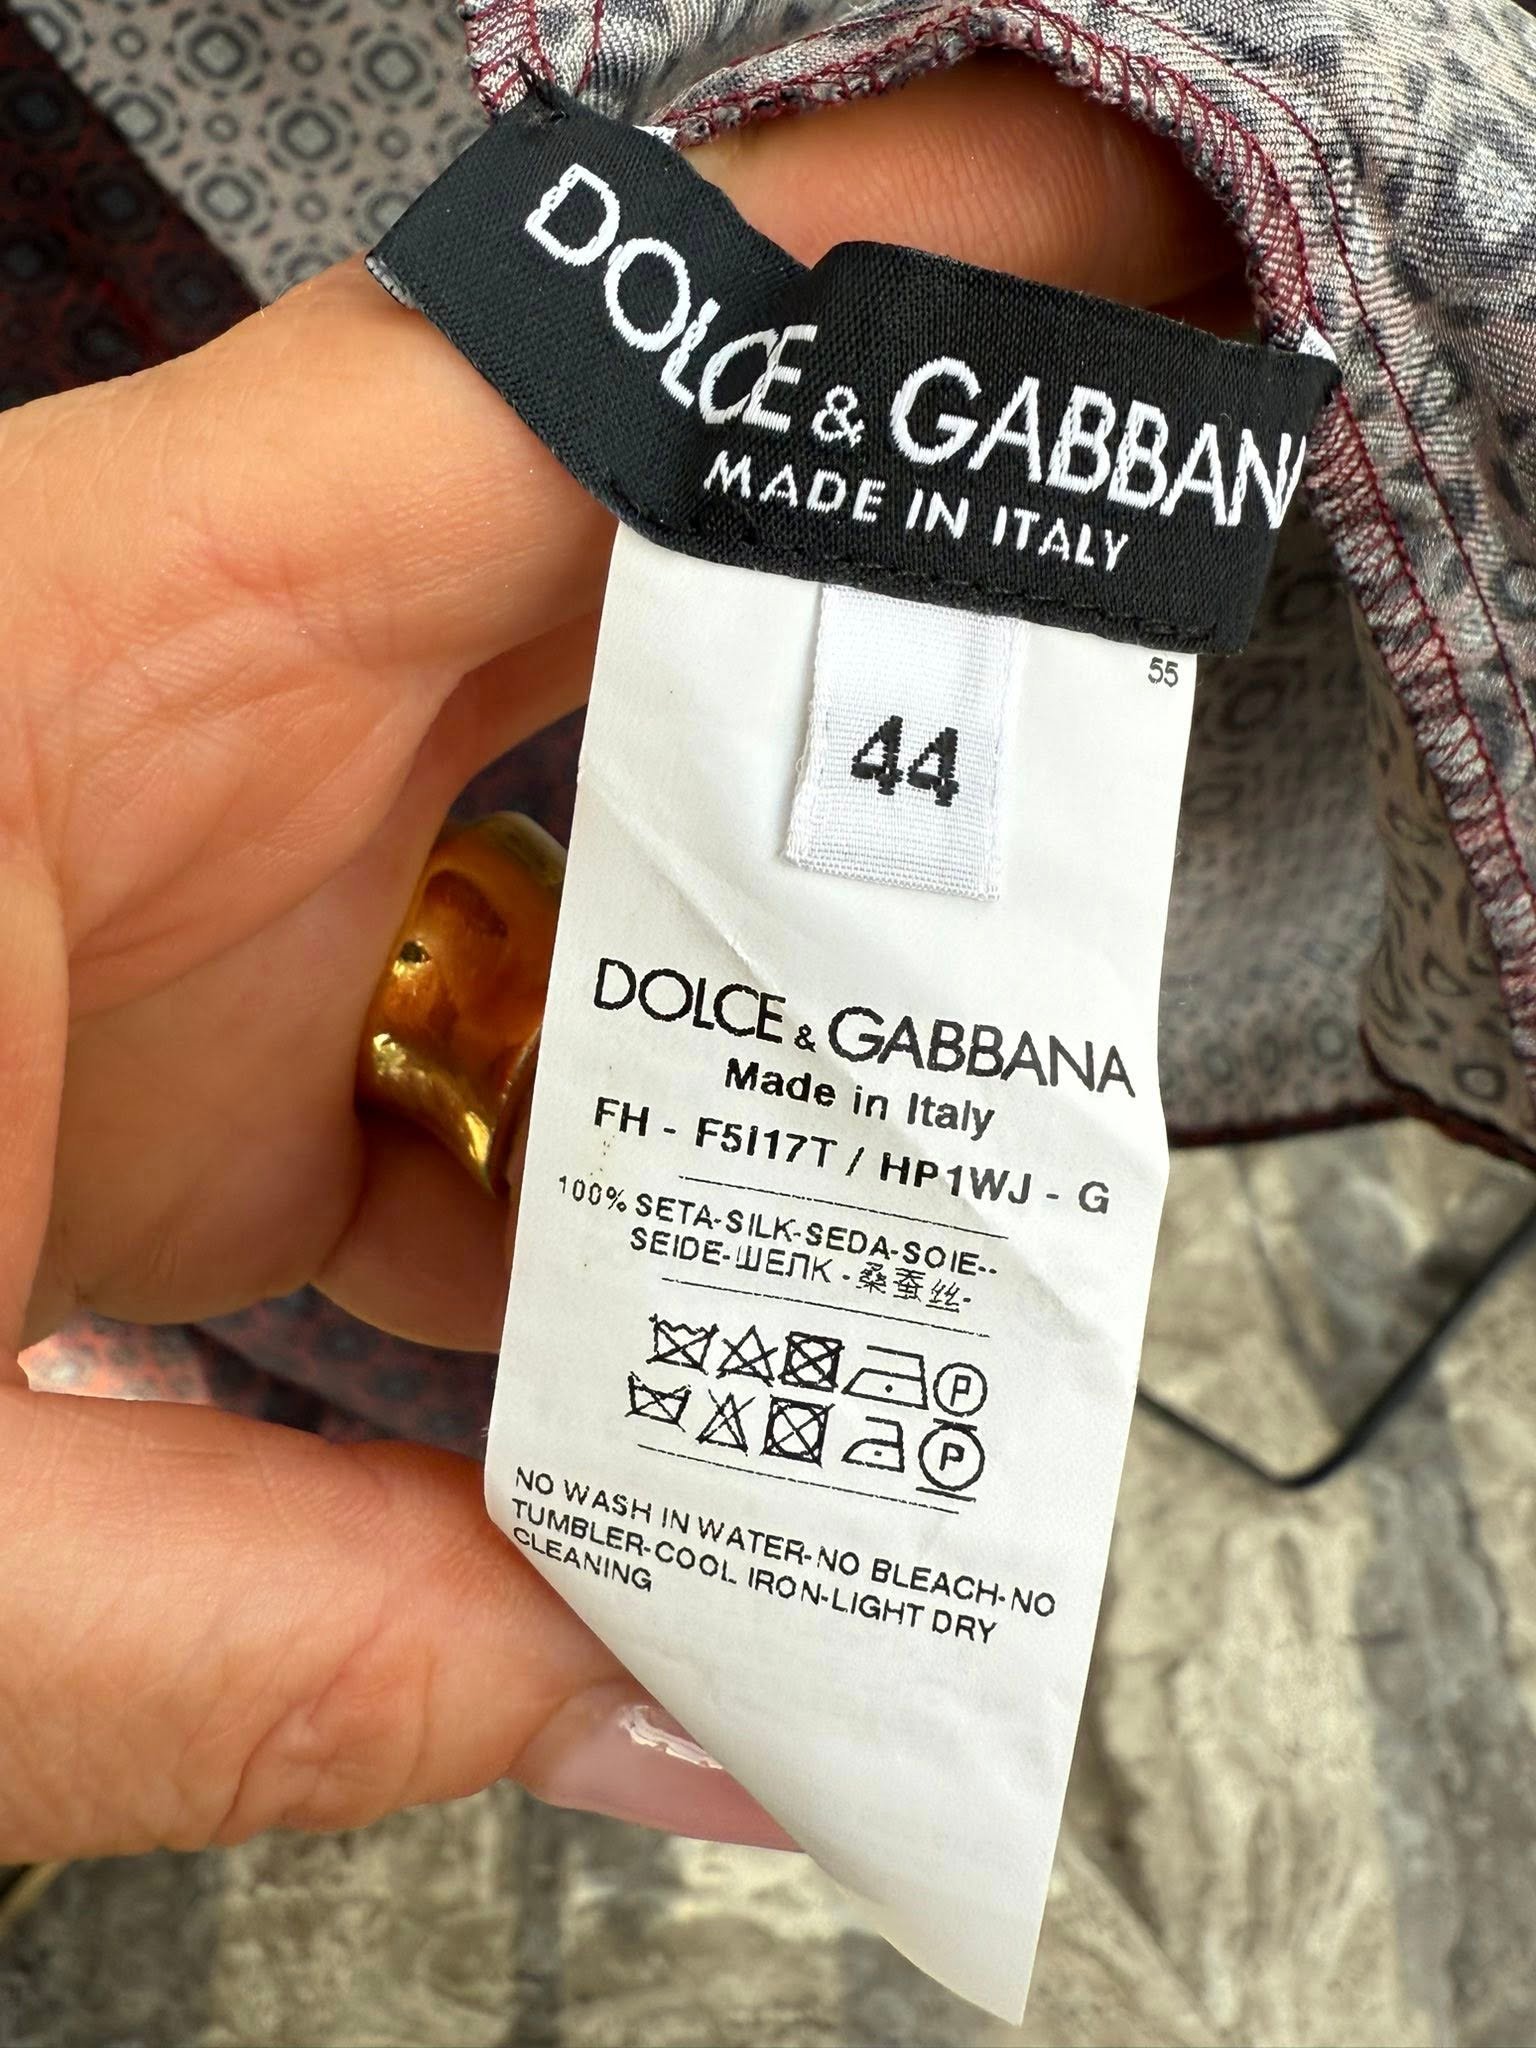 DOLCE & GABBAN
MADE IN ITALY
55
44
DOLCE & GABBANA
Made in Italy
FH - F5I17T / HP1WJ - G
100% SETA-SILK-SEDA-SOIE--
SEIDE-ШЕЛК-桑蚕丝-
P
P
NO WASH IN WATER-NO BLEACH-NO
TUMBLER-COOL IRON-LIGHT DRY
CLEANING